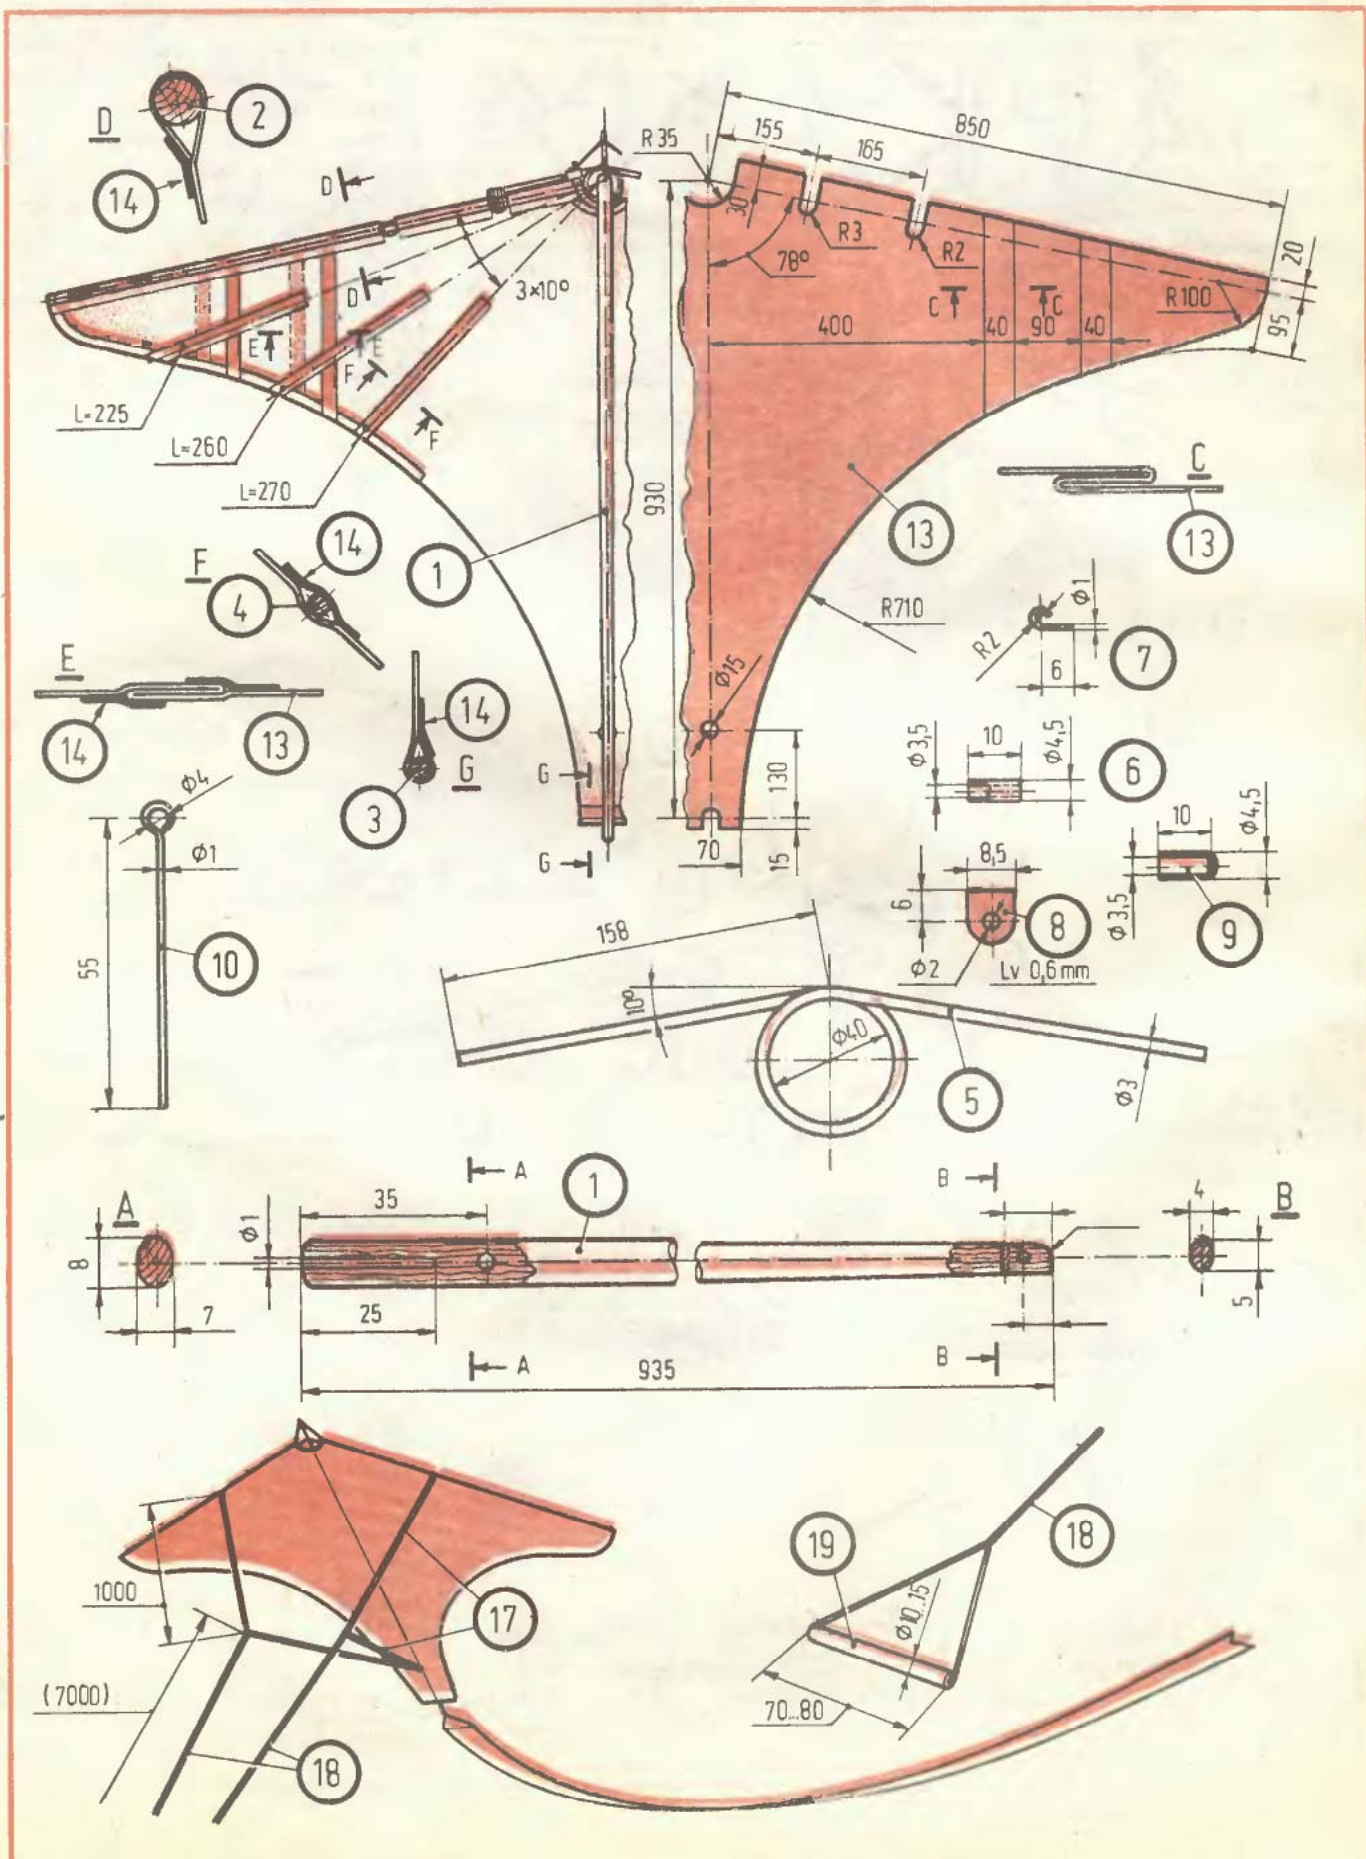 D
2
14
D
D
3×10°
E
E
F
F
L=225
L=260
L=270
1
G
G
R 35
155
165
850
30
R3
R2
78°
C
C
400
40
90
40
20
R100
95
930
13
R710
Ø15
130
15
70
C
13
F
14
4
E
14
13
14
G
3
Ø1
R2
6
7
Ø3,5
10
Ø4,5
6
10
Ø4,5
Ø3,5
9
8,5
6
8
Ø2
Lv 0,6mm
Ø4
Ø1
55
10
158
10°
Ø40
5
Ø3
A
8
7
Ø1
35
A
1
B
4
B
5
25
A
B
935
1000
(7000)
17
18
19
18
Ø10...15
70...80